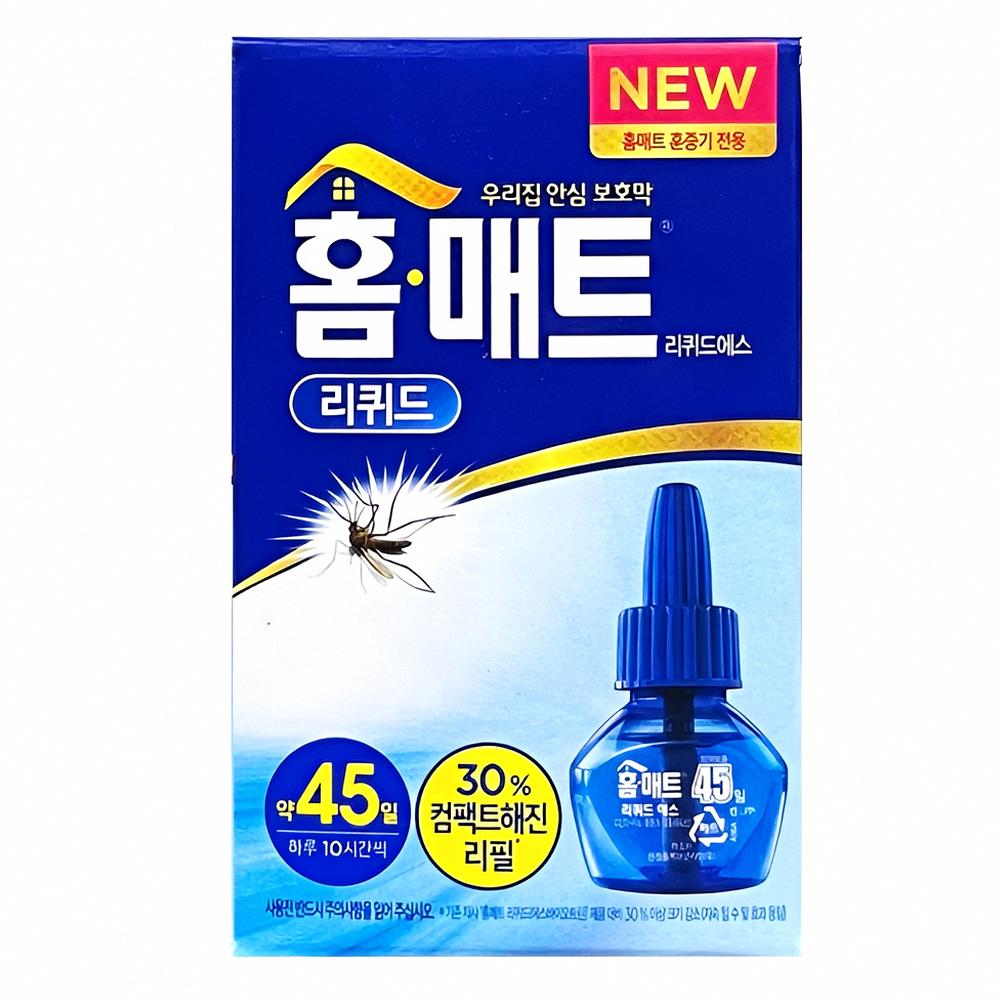 NEW
홈매트 훈증기 전용
우리집 안심 보호막
홈·매트
리퀴드에스
리퀴드
약 45일
하루 10시간씩
30%
컴팩트해진
리필*
홈·매트 45일
리퀴드 에스
사용전 반드시 주의사항을 읽어 주십시오.